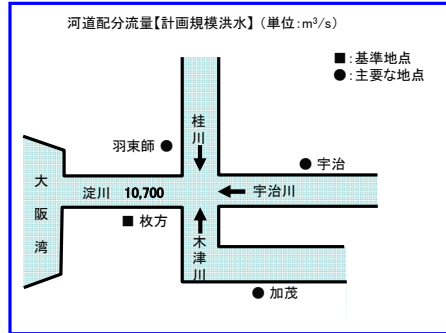 河道配分流量【計画規模洪水】(単位:m³/s)
■:基準地点
●:主要な地点
羽束師●
桂川
●宇治
大阪湾
淀川 10,700
宇治川
■枚方
木津川
●加茂